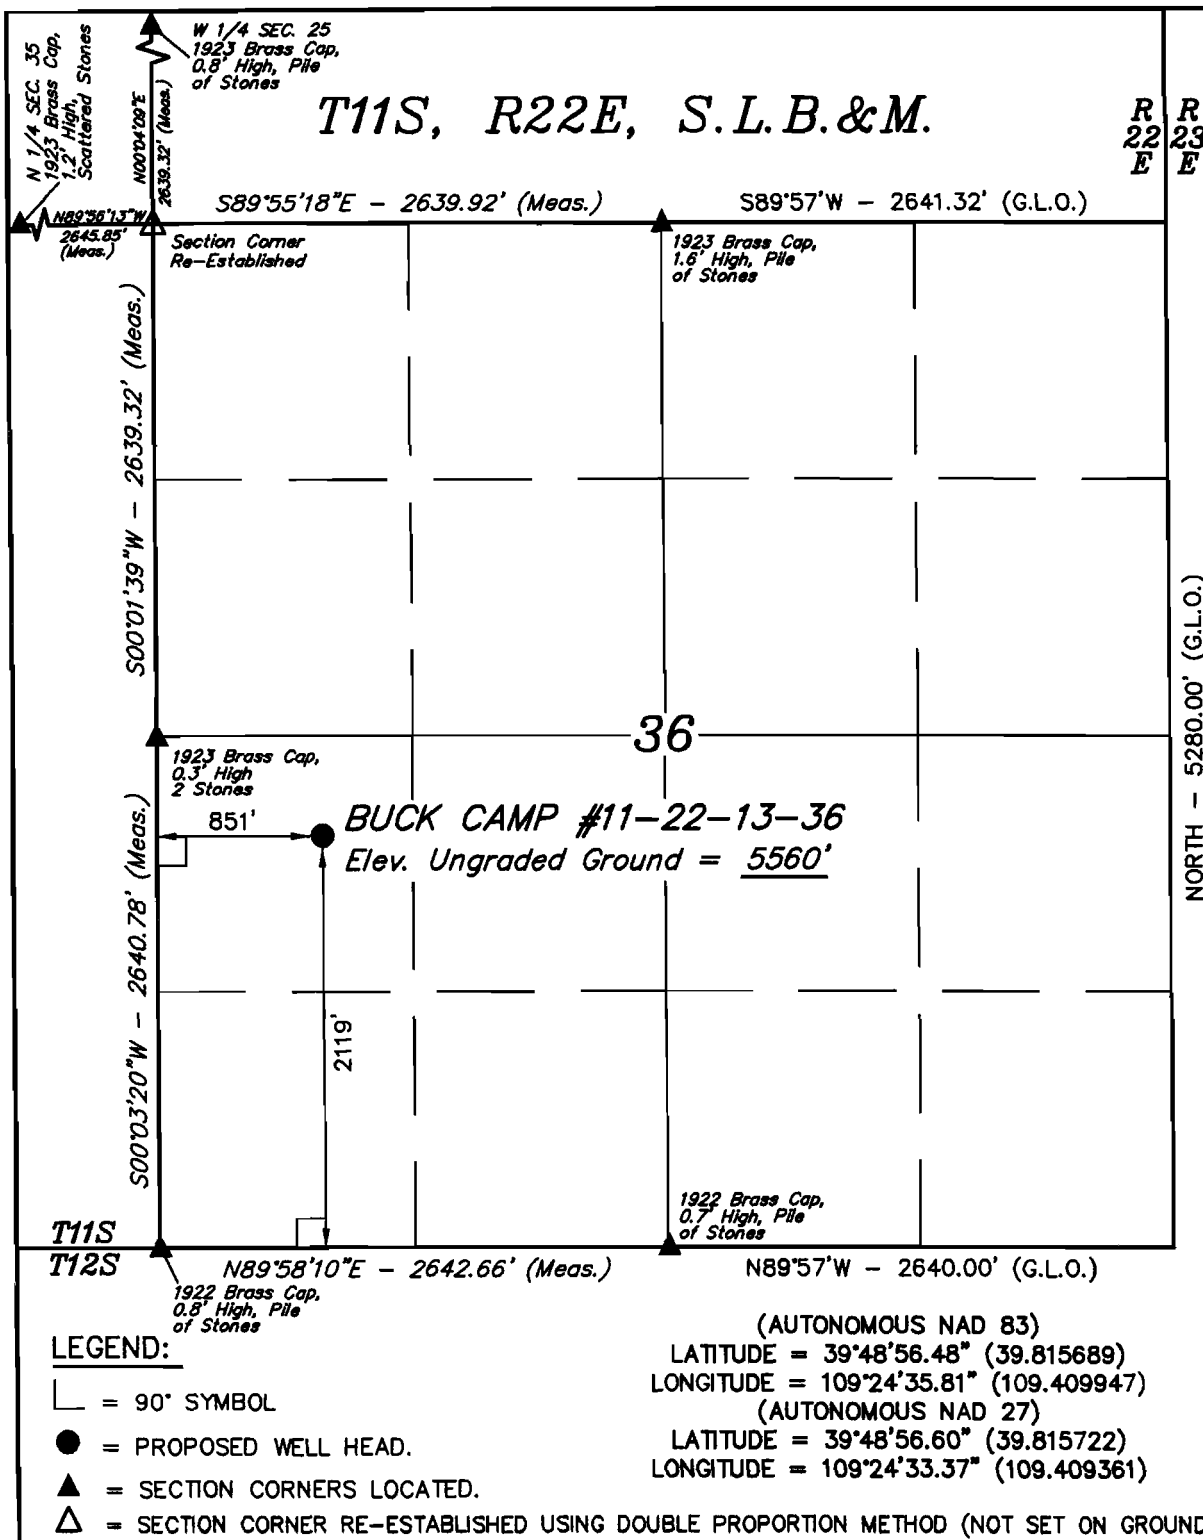 W 1/4 SEC. 25
1923 Brass Cap,
0.8' High, Pile
of Stones
N 1/4 SEC. 35
1923 Brass Cap,
1.2' High,
Scattered Stones
N00°04'09"E
2639.32' (Meas.)
T11S, R22E, S.L.B.&M.
R R
22 23
E E
N89°56'13"W
2645.85'
(Meas.)
S89°55'18"E - 2639.92' (Meas.)
S89°57'W - 2641.32' (G.L.O.)
Section Corner
Re-Established
1923 Brass Cap,
1.6' High, Pile
of Stones
S00°01'39"W - 2639.32' (Meas.)
NORTH - 5280.00' (G.L.O.)
36
1923 Brass Cap,
0.3' High
2 Stones
851'
BUCK CAMP #11-22-13-36
Elev. Ungraded Ground = 5560'
S00°03'20"W - 2640.78' (Meas.)
2119'
1922 Brass Cap,
0.7' High, Pile
of Stones
T11S
T12S
N89°58'10"E - 2642.66' (Meas.)
N89°57'W - 2640.00' (G.L.O.)
1922 Brass Cap,
0.8' High, Pile
of Stones
LEGEND:
= 90° SYMBOL
= PROPOSED WELL HEAD.
= SECTION CORNERS LOCATED.
= SECTION CORNER RE-ESTABLISHED USING DOUBLE PROPORTION METHOD (NOT SET ON GROUND
(AUTONOMOUS NAD 83)
LATITUDE = 39°48'56.48" (39.815689)
LONGITUDE = 109°24'35.81" (109.409947)
(AUTONOMOUS NAD 27)
LATITUDE = 39°48'56.60" (39.815722)
LONGITUDE = 109°24'33.37" (109.409361)